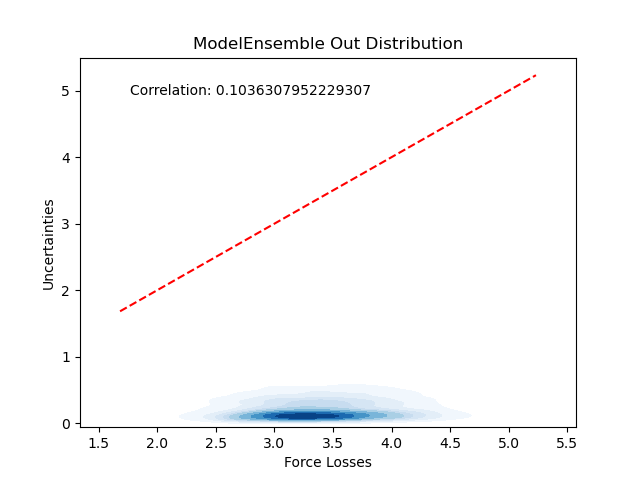 ModelEnsemble Out Distribution
Correlation: 0.1036307952229307
Uncertainties
5
4
3
2
1
0
1.5 2.0 2.5 3.0 3.5 4.0 4.5 5.0 5.5
Force Losses